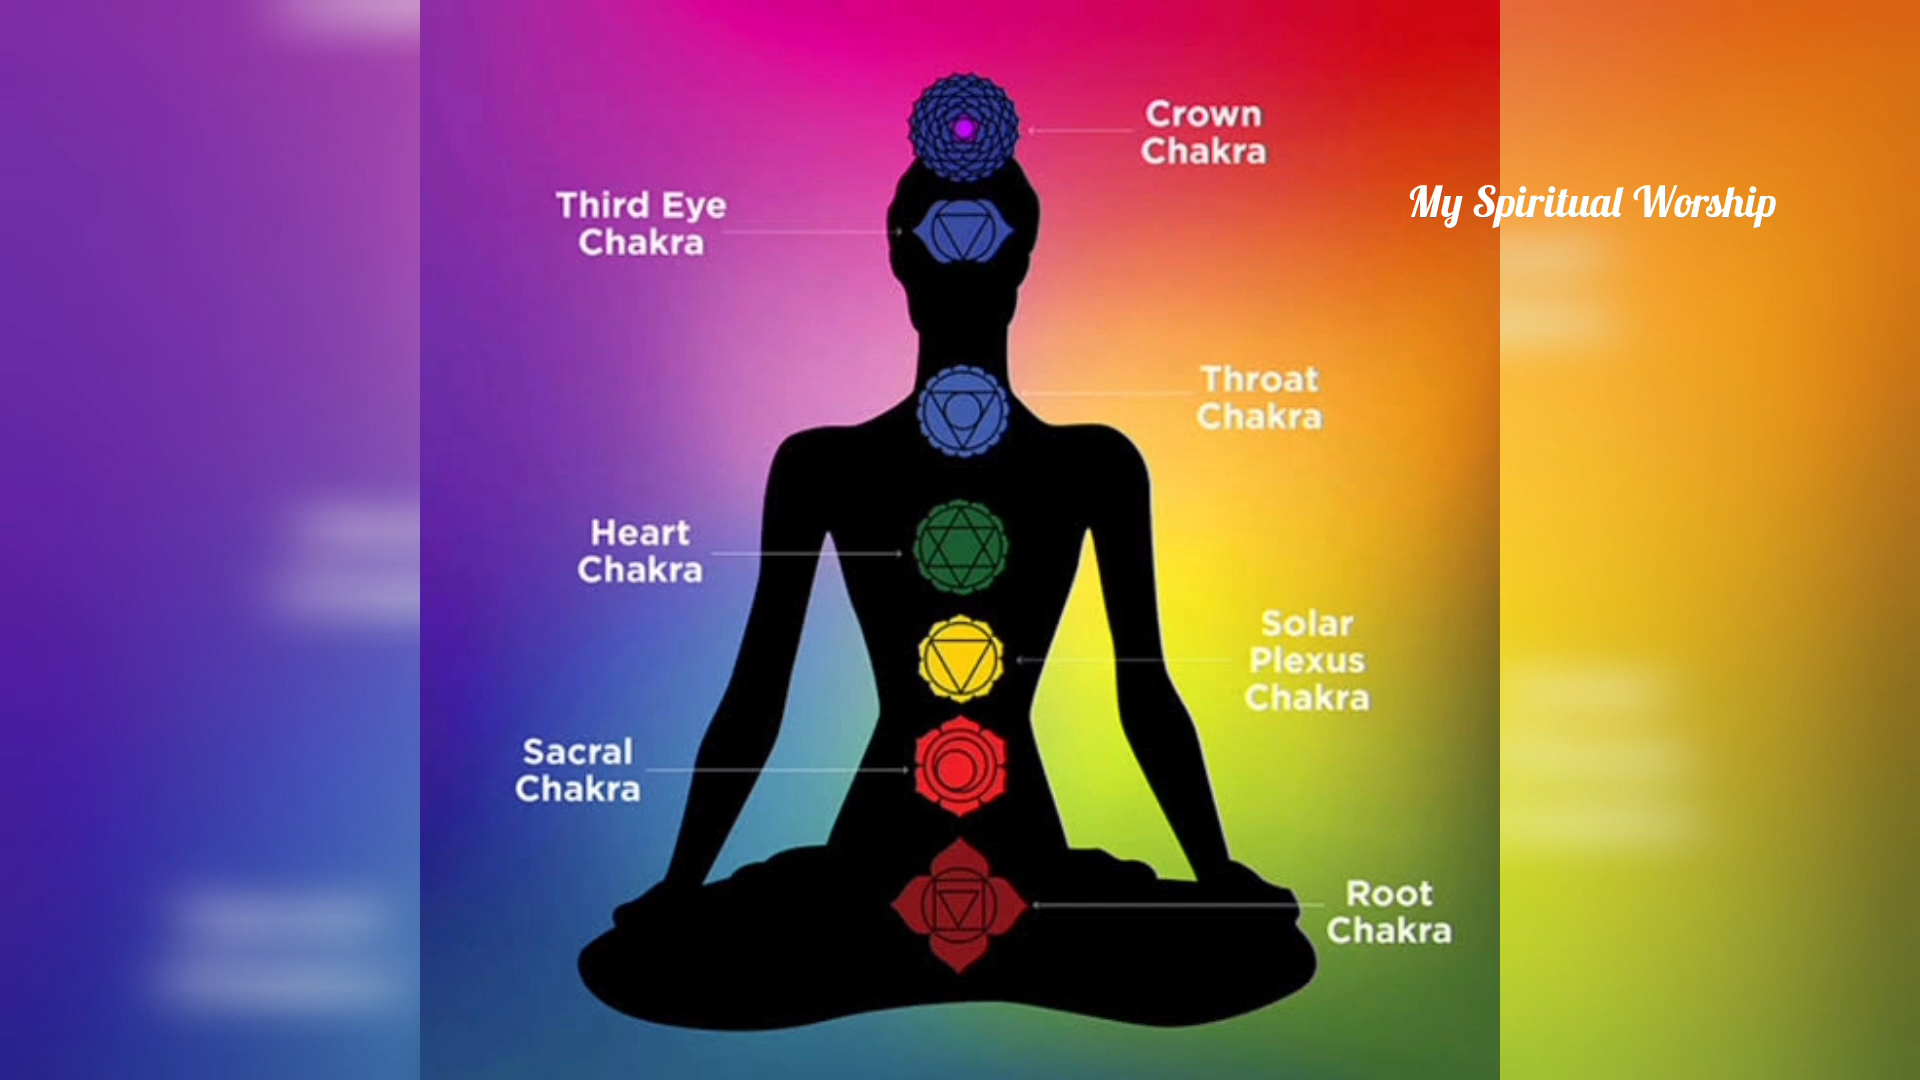 Crown
Chakra
My Spiritual Worship
Third Eye
Chakra
Throat
Chakra
Heart
Chakra
Solar
Plexus
Chakra
Sacral
Chakra
Root
Chakra